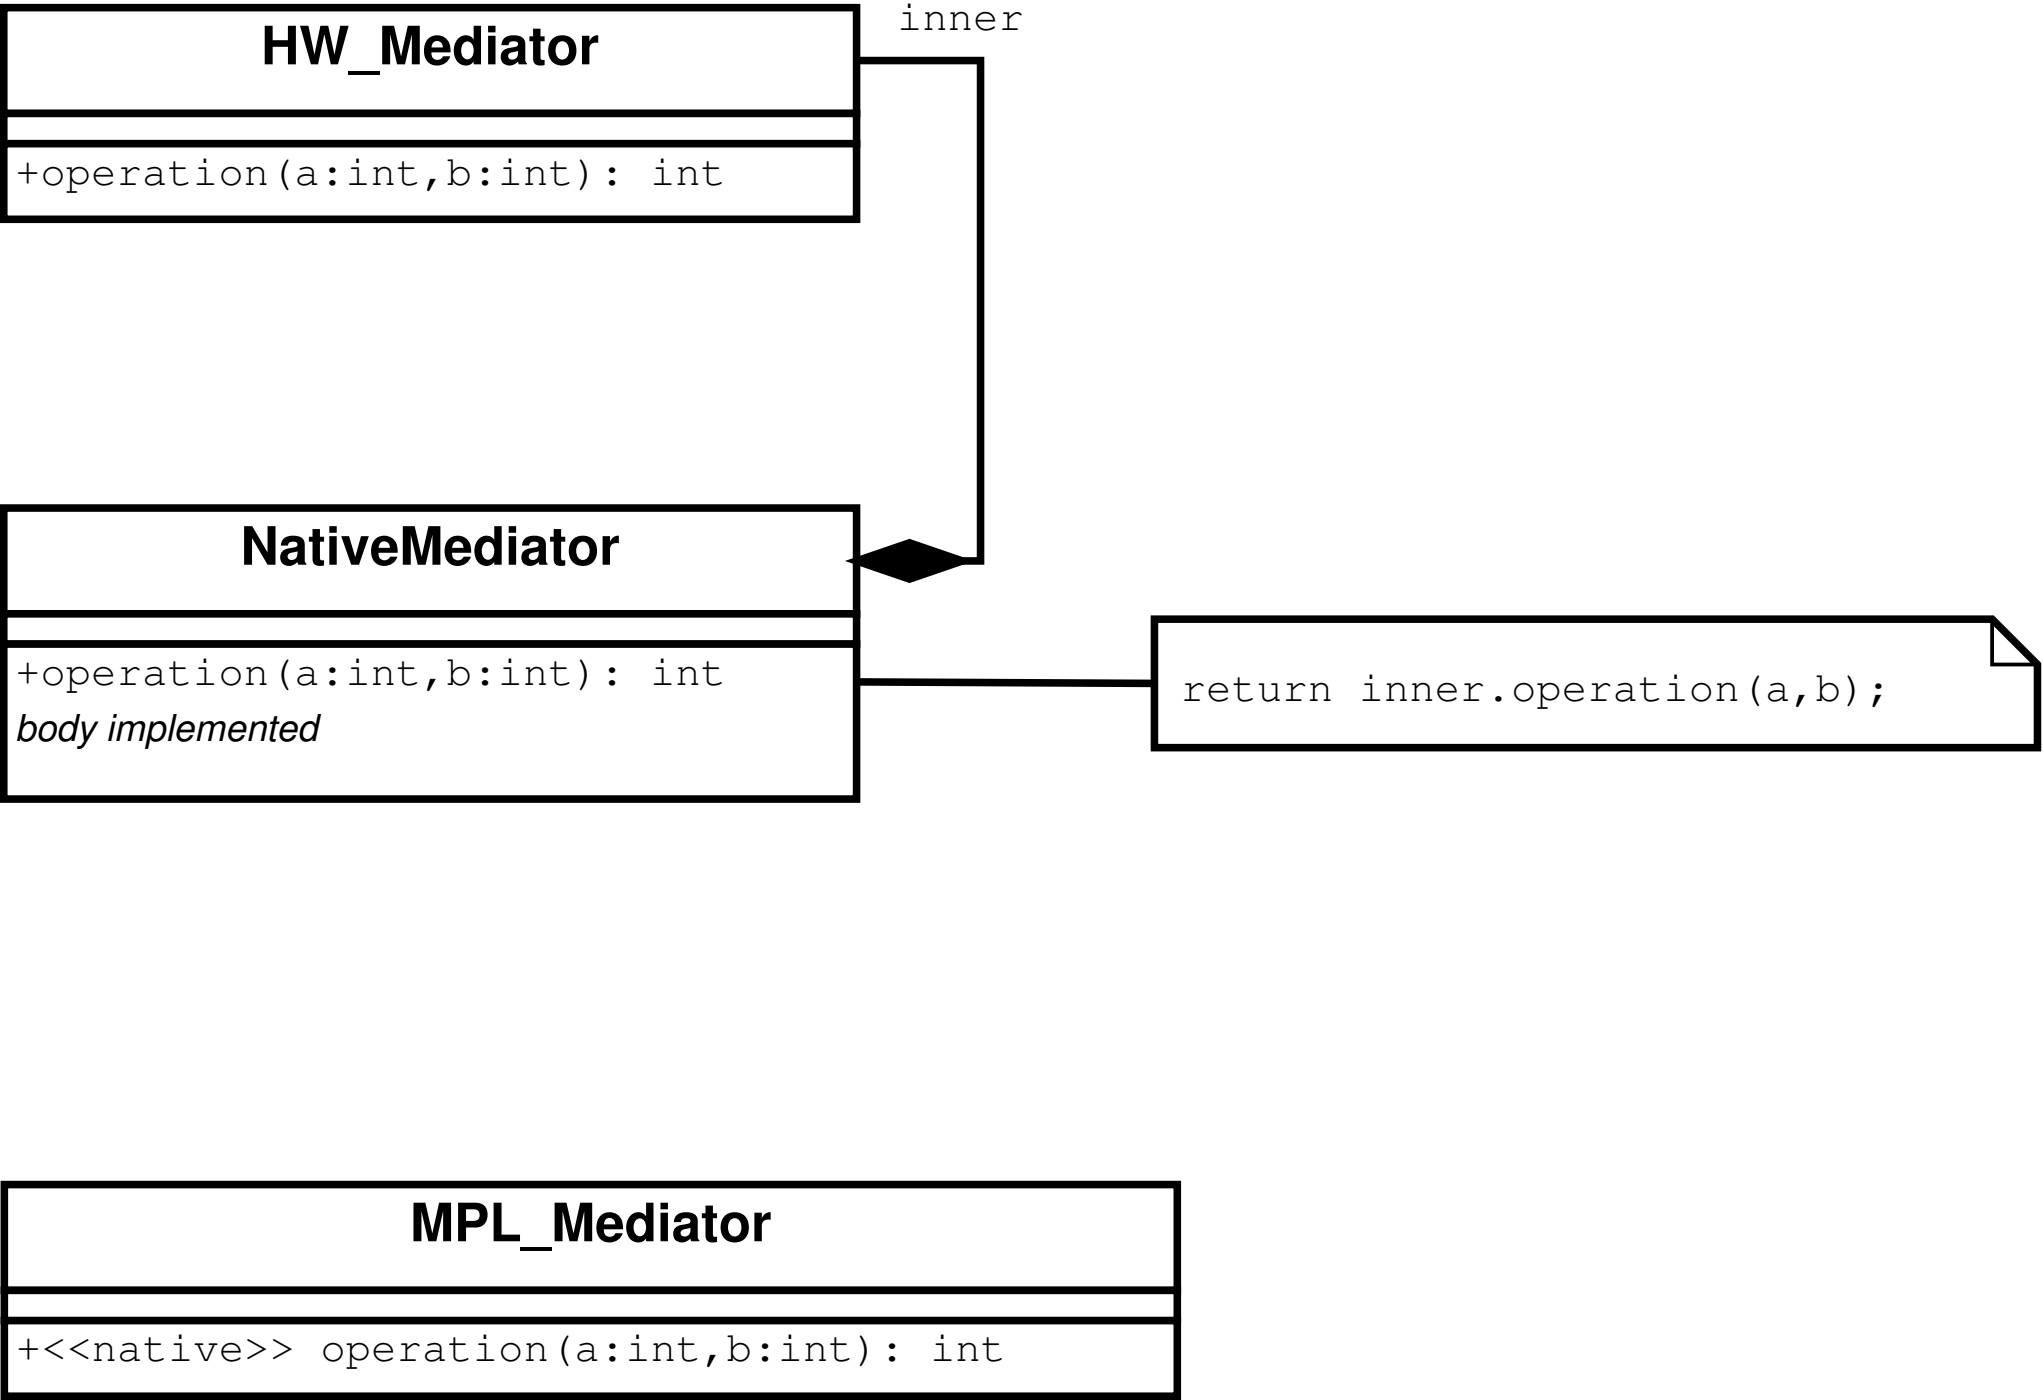 inner
HW_Mediator
+operation(a:int,b:int): int
NativeMediator
+operation(a:int,b:int): int
body implemented
return inner.operation(a,b);
MPL_Mediator
+<<native>> operation(a:int,b:int): int